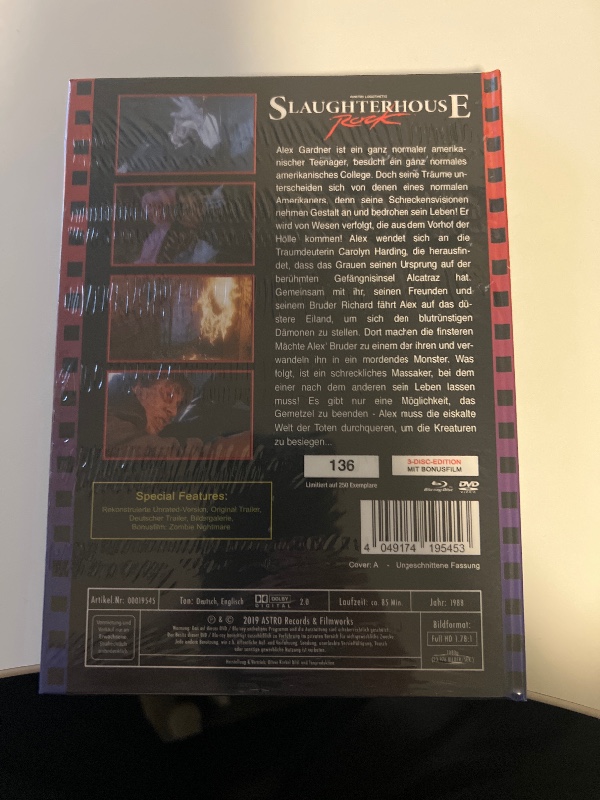 SLAUGHTERHOUSE
Rock
Alex Gardner ist ein ganz normaler amerika-
nischer Teenager, besucht ein ganz normales
amerikanisches College. Doch seine Träume un-
terscheiden sich von denen eines normalen
Amerikaners, denn seine Schreckensvisionen
nehmen Gestalt an und bedrohen sein Leben! Er
wird von Wesen verfolgt, die aus dem Vorhof der
Hölle kommen! Alex wendet sich an die
Traumdeuterin Carolyn Harding, die herausfin-
det, dass das Grauen seinen Ursprung auf der
berühmten Gefängnisinsel Alcatraz hat.
Gemeinsam mit ihr, seinen Freunden und
seinem Bruder Richard fährt Alex auf das dü-
stere Eiland, um sich den blutrünstigen
Dämonen zu stellen. Dort machen die finsteren
Mächte Alex' Bruder zu einem der ihren und ver-
wandeln ihn in ein mordendes Monster. Was
folgt, ist ein schreckliches Massaker, bei dem
einer nach dem anderen sein Leben lassen
muss! Es gibt nur eine Möglichkeit, das
Gemetzel zu beenden - Alex muss die eiskalte
Welt der Toten durchqueren, um die Kreaturen
zu besiegen...
136
Limitiert auf 250 Exemplare
3-DISC-EDITION
MIT BONUSFILM
Blu-ray Disc
DVD
Special Features:
Rekonstruierte Unrated-Version, Original Trailer,
Deutscher Trailer, Bildergalerie,
Bonusfilm: Zombie Nightmare
4 049174 195453
Cover: A - Ungeschnittene Fassung
Artikel Nr: 00019545
Ton: Deutsch, Englisch
DOLBY
DIGITAL
2.0
Laufzeit: ca. 85 Min.
Jahr: 1988
℗ & © 2019 ASTRO Records & Filmworks
Bildformat:
Full HD 1.78:1